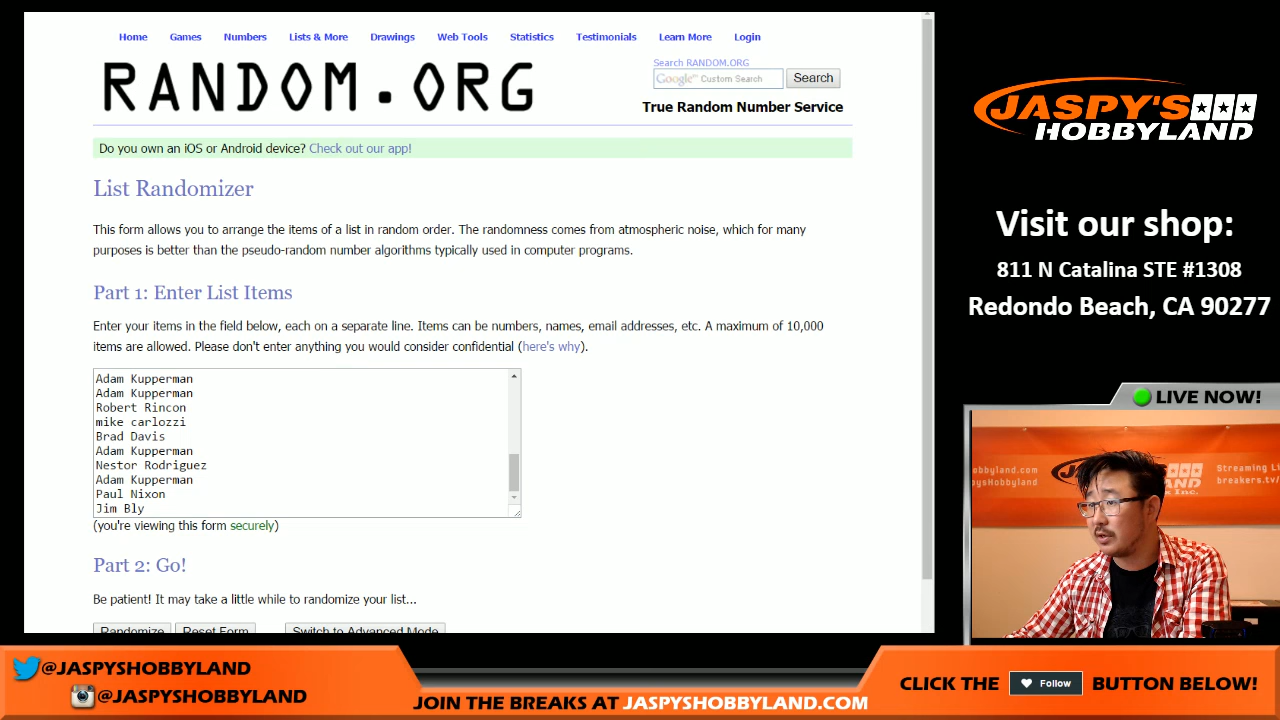 Home Games Numbers Lists & More Drawings Web Tools Statistics Testimonials Learn More Login
RANDOM.ORG
Search RANDOM.ORG
Google™ Custom Search Search
True Random Number Service
Do you own an iOS or Android device? Check out our app!
List Randomizer
This form allows you to arrange the items of a list in random order. The randomness comes from atmospheric noise, which for many
purposes is better than the pseudo-random number algorithms typically used in computer programs.
Part 1: Enter List Items
Enter your items in the field below, each on a separate line. Items can be numbers, names, email addresses, etc. A maximum of 10,000
items are allowed. Please don't enter anything you would consider confidential (here's why).
Adam Kupperman
Adam Kupperman
Robert Rincon
mike carlozzi
Brad Davis
Adam Kupperman
Nestor Rodriguez
Adam Kupperman
Paul Nixon
Jim Bly
(you're viewing this form securely)
Part 2: Go!
Be patient! It may take a little while to randomize your list...
Randomize Reset Form Switch to Advanced Mode
JASPY'S
HOBBYLAND
Visit our shop:
811 N Catalina STE #1308
Redondo Beach, CA 90277
LIVE NOW!
obbyland.com
pysHobbyland
Streaming Li
breakers.tv/
Inc.
@JASPYSHOBBYLAND
@JASPYSHOBBYLAND
JOIN THE BREAKS AT JASPYSHOBBYLAND.COM
CLICK THE Follow BUTTON BELOW!